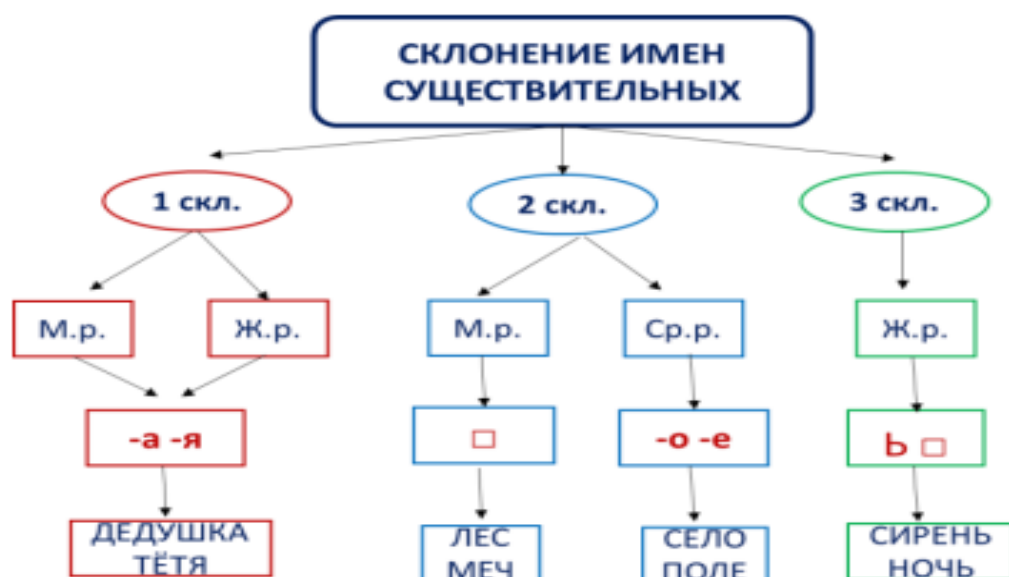 СКЛОНЕНИЕ ИМЕН
СУЩЕСТВИТЕЛЬНЫХ
1 скл.
2 скл.
3 скл.
М.р.
Ж.р.
М.р.
Ср.р.
Ж.р.
-а -я
□
-о -е
Ь □
ДЕДУШКА
ТЁТЯ
ЛЕС
МЕЧ
СЕЛО
ПОЛЕ
СИРЕНЬ
НОЧЬ